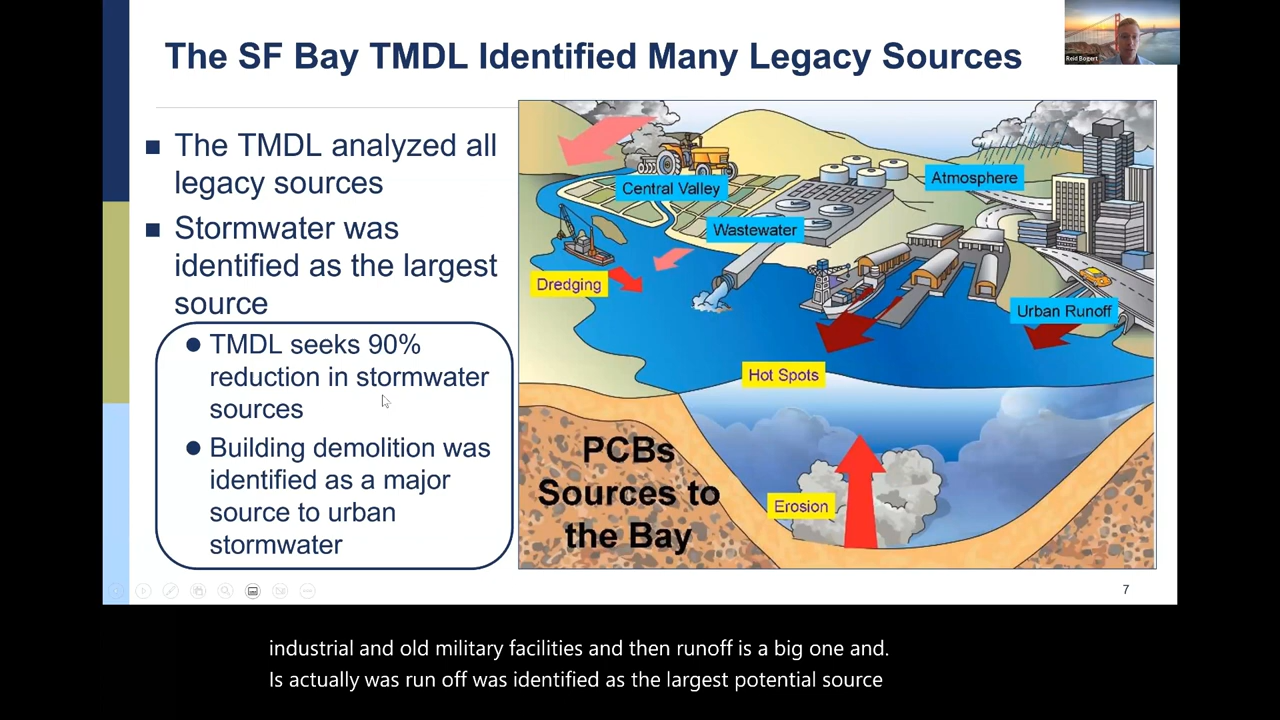 The SF Bay TMDL Identified Many Legacy Sources
Reid Bogert
The TMDL analyzed all
legacy sources
Stormwater was
identified as the largest
source
TMDL seeks 90%
reduction in stormwater
sources
Building demolition was
identified as a major
source to urban
stormwater
Central Valley
Atmosphere
Wastewater
Dredging
Urban Runoff
Hot Spots
PCBs
Sources to
the Bay
Erosion
7
industrial and old military facilities and then runoff is a big one and.
Is actually was run off was identified as the largest potential source